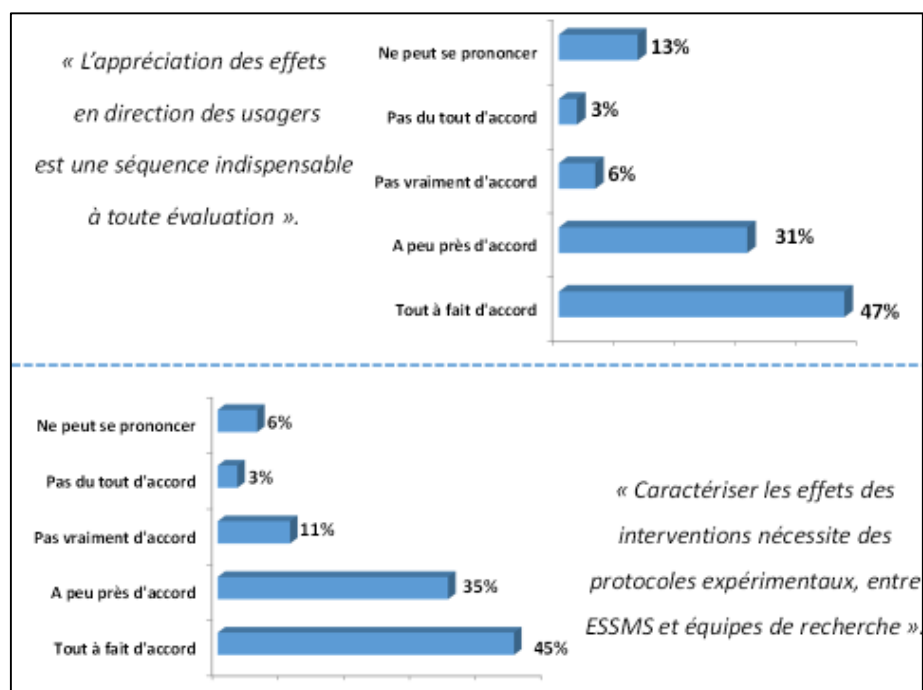 « L'appréciation des effets
en direction des usagers
est une séquence indispensable
à toute évaluation ».
Ne peut se prononcer 13%
Pas du tout d'accord 3%
Pas vraiment d'accord 6%
A peu près d'accord 31%
Tout à fait d'accord 47%
Ne peut se prononcer 6%
Pas du tout d'accord 3%
Pas vraiment d'accord 11%
A peu près d'accord 35%
Tout à fait d'accord 45%
« Caractériser les effets des
interventions nécessite des
protocoles expérimentaux, entre
ESSMS et équipes de recherche ».